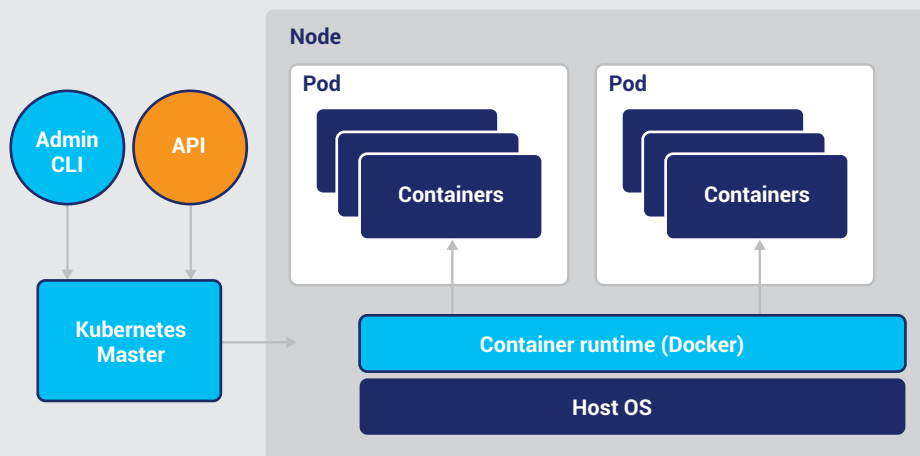 Node
Pod
Pod
Admin
CLI
API
Containers
Containers
Kubernetes
Master
Container runtime (Docker)
Host OS